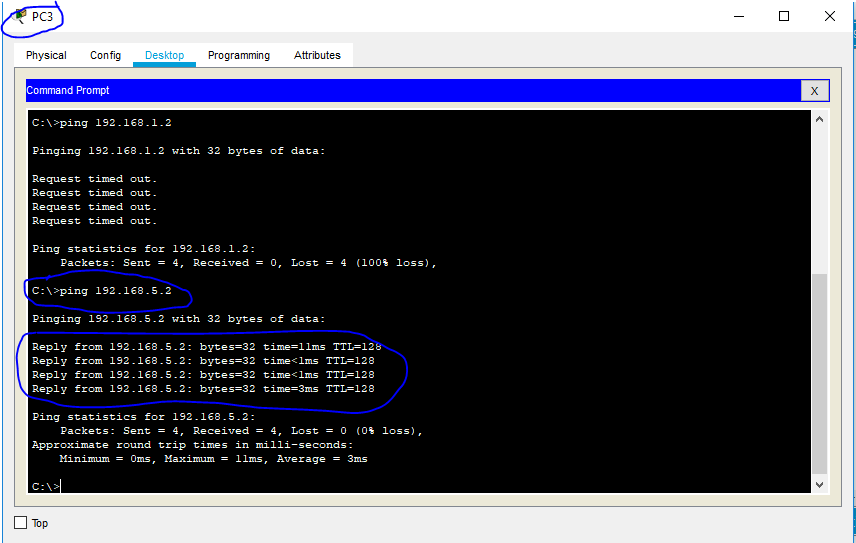 PC3
Physical Config Desktop Programming Attributes
Command Prompt X
C:\>ping 192.168.1.2
Pinging 192.168.1.2 with 32 bytes of data:
Request timed out.
Request timed out.
Request timed out.
Request timed out.
Ping statistics for 192.168.1.2:
Packets: Sent = 4, Received = 0, Lost = 4 (100% loss),
C:\>ping 192.168.5.2
Pinging 192.168.5.2 with 32 bytes of data:
Reply from 192.168.5.2: bytes=32 time=11ms TTL=128
Reply from 192.168.5.2: bytes=32 time<1ms TTL=128
Reply from 192.168.5.2: bytes=32 time<1ms TTL=128
Reply from 192.168.5.2: bytes=32 time=3ms TTL=128
Ping statistics for 192.168.5.2:
Packets: Sent = 4, Received = 4, Lost = 0 (0% loss),
Approximate round trip times in milli-seconds:
Minimum = 0ms, Maximum = 11ms, Average = 3ms
C:\>
Top